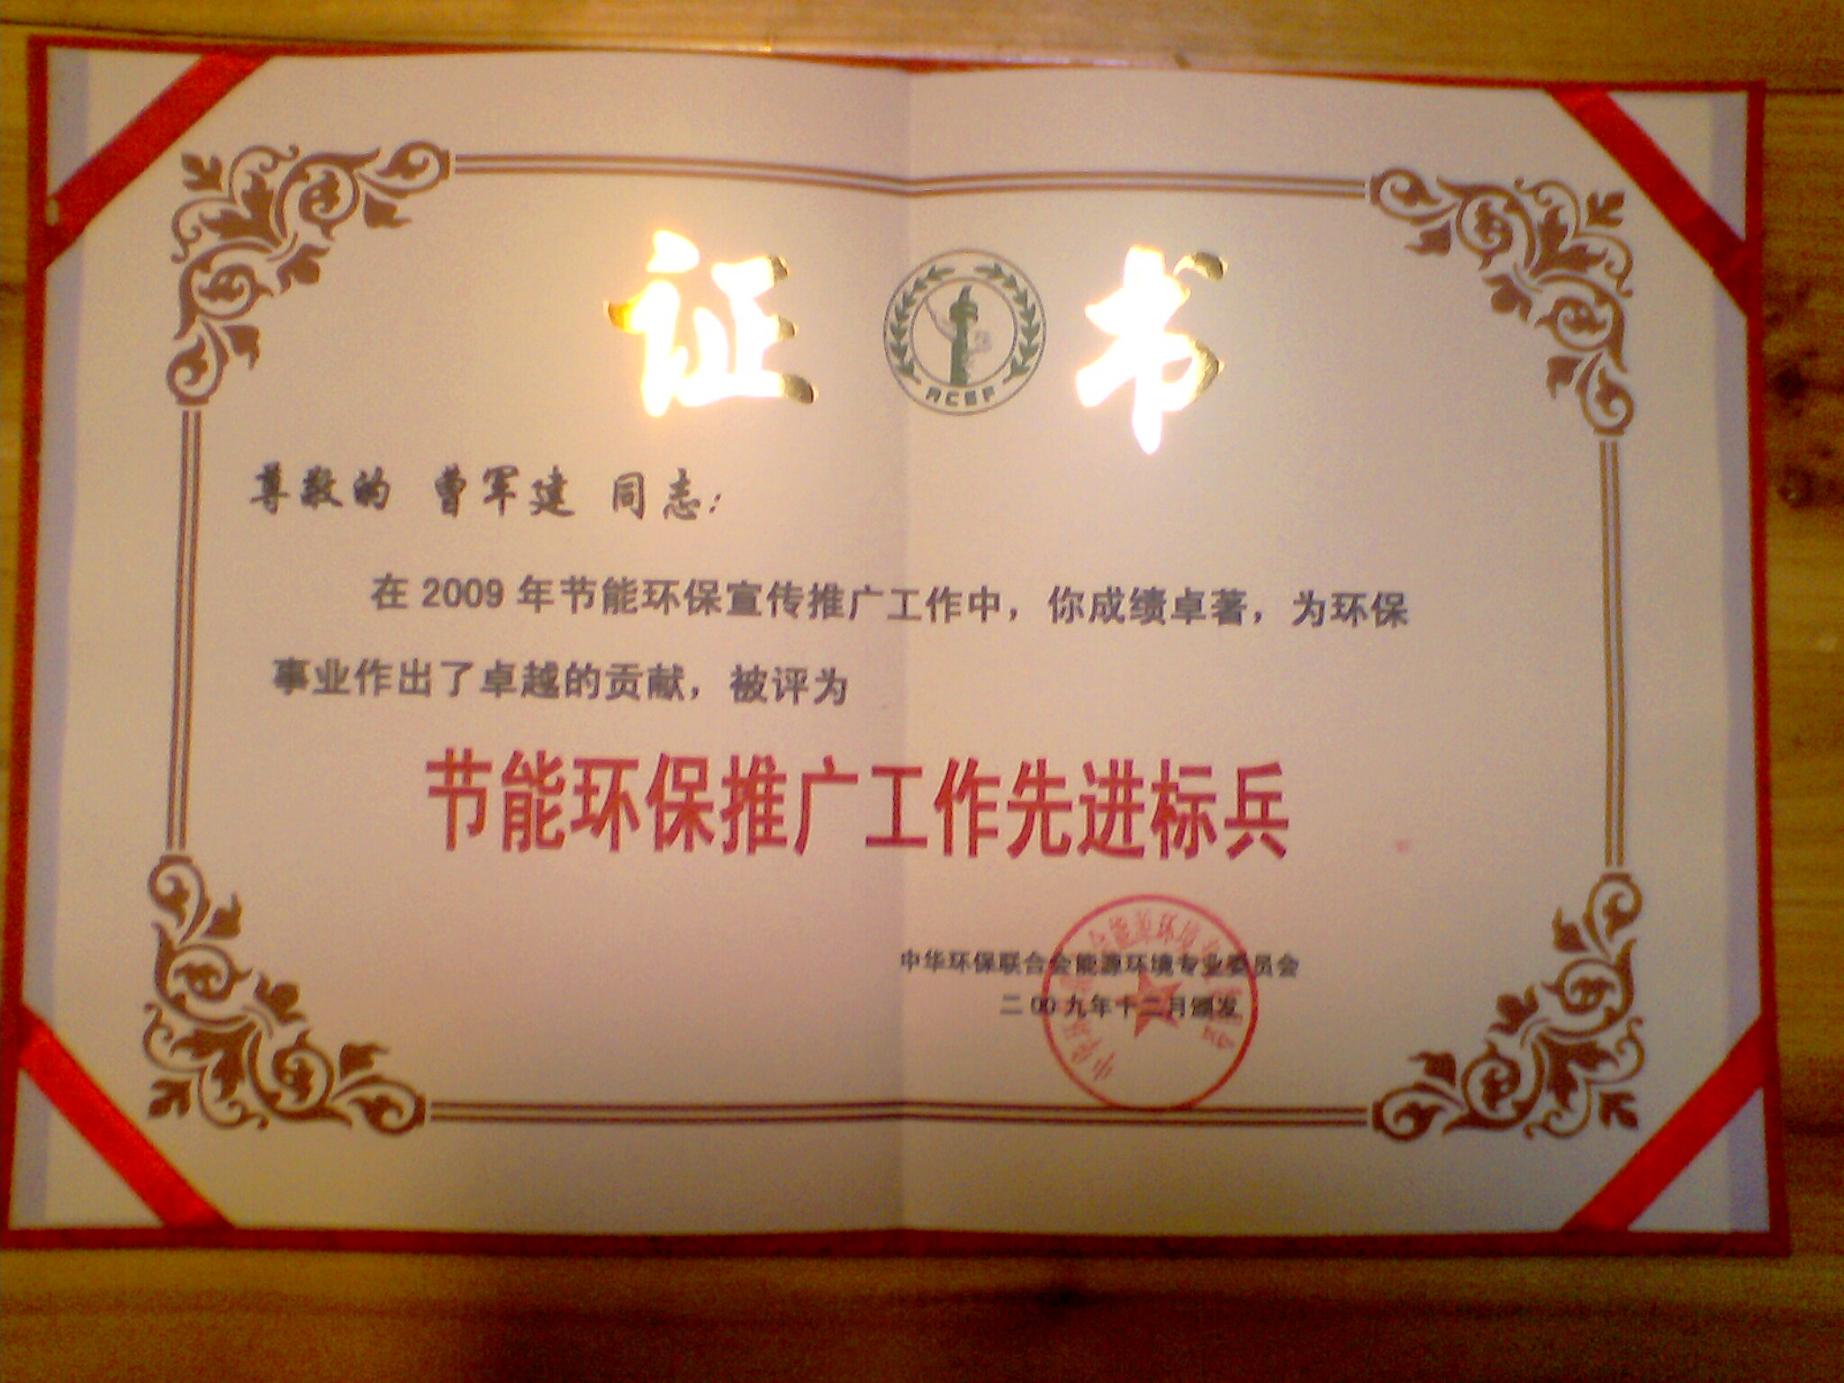 证书
ACEF
尊敬的 曹军建 同志:
在2009年节能环保宣传推广工作中，你成绩卓著，为环保
事业作出了卓越的贡献，被评为
节能环保推广工作先进标兵
中华环保联合会能源环境专业委员会
二00九年十二月颁发